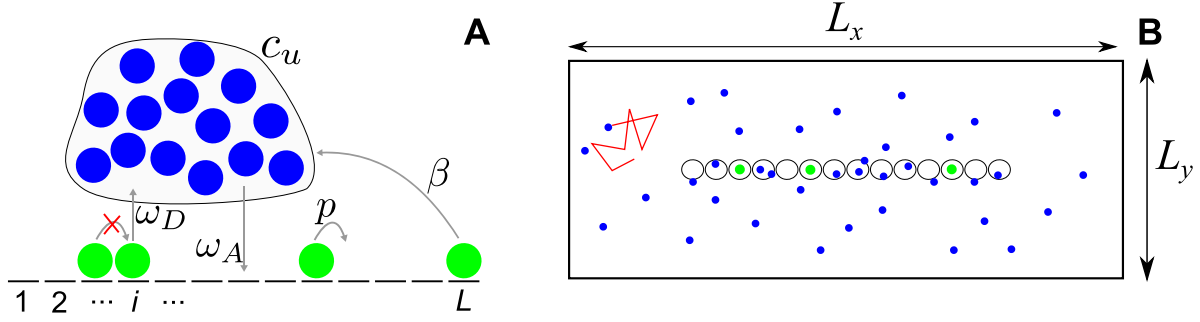 A
c_u
ω_D
ω_A
p
β
1 2 ... i ... L
B
L_x
L_y